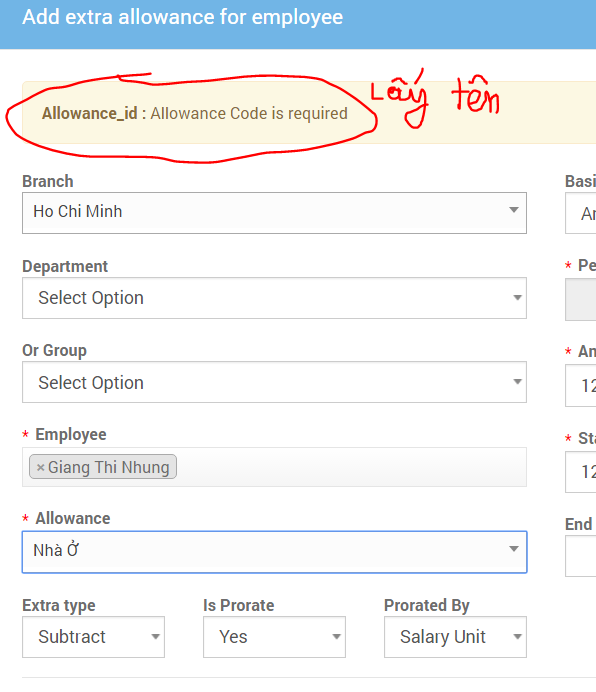 Add extra allowance for employee
Allowance_id : Allowance Code is required
Lấy tên
Branch
Basi
Ho Chi Minh
Department
* Pe
Select Option
Or Group
* An
Select Option
12
* Employee
* Sta
× Giang Thi Nhung
12
* Allowance
End
Nhà Ở
Extra type
Is Prorate
Prorated By
Subtract
Yes
Salary Unit